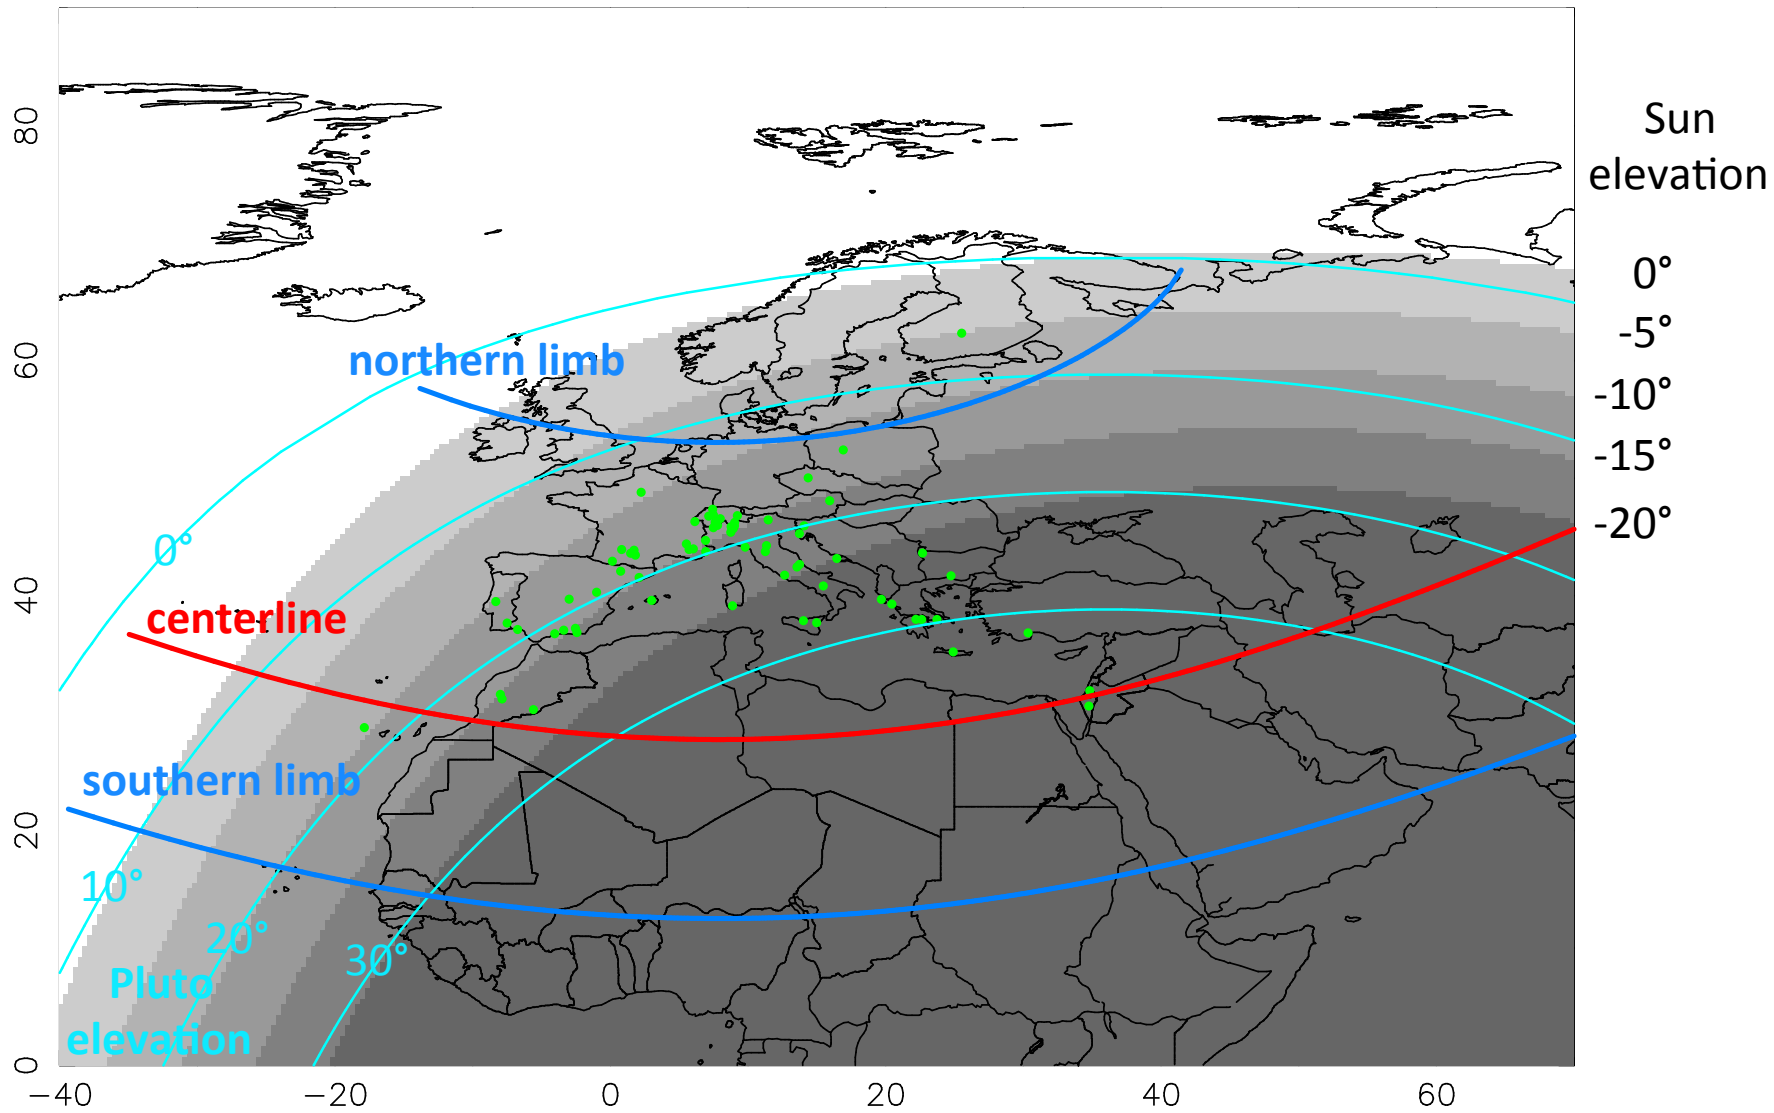 Sun
elevation
0°
-5°
-10°
-15°
-20°
northern limb
centerline
southern limb
0°
10°
20°
30°
Pluto
elevation
80
60
40
20
0
−40
−20
0
20
40
60